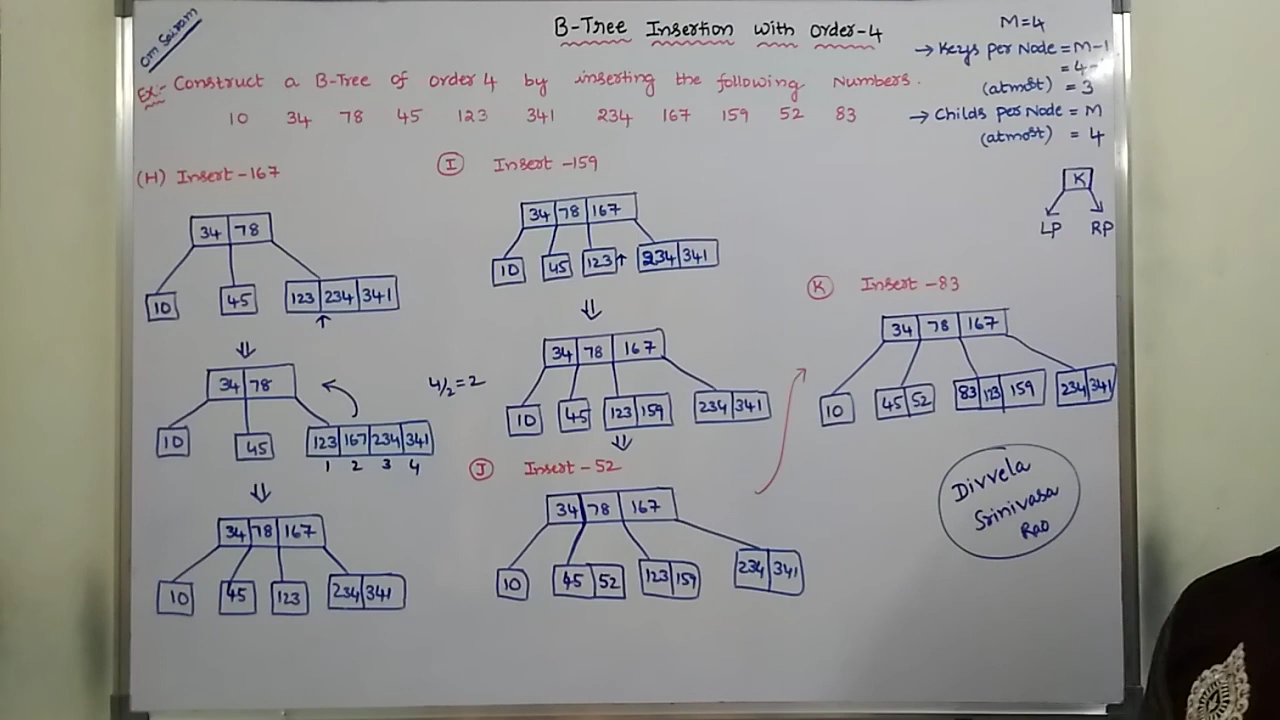 Om Sairam
B-Tree Insertion with order-4
M=4
→ Keys per Node = M-1
= 4-
(atmost) = 3
→ Childs per Node = M
(atmost) = 4
Ex:- Construct a B-Tree of order 4 by inserting the following Numbers.
10 34 78 45 123 341 234 167 159 52 83
K
LP RP
(H) Insert-167
34 78
10 45 123 234 341
↑
⇓
34 78
10 45 123 167 234 341
1 2 3 4
⇓
34 78 167
10 45 123 234 341
I Insert-159
34 78 167
10 45 123↑ 234 341
⇓
4/2=2
34 78 167
10 45 123 159 234 341
⇓
J Insert-52
34 78 167
10 45 52 123 159 234 341
K Insert-83
34 78 167
10 45 52 83 123 159 234 341
Divvela
Srinivasa
Rao